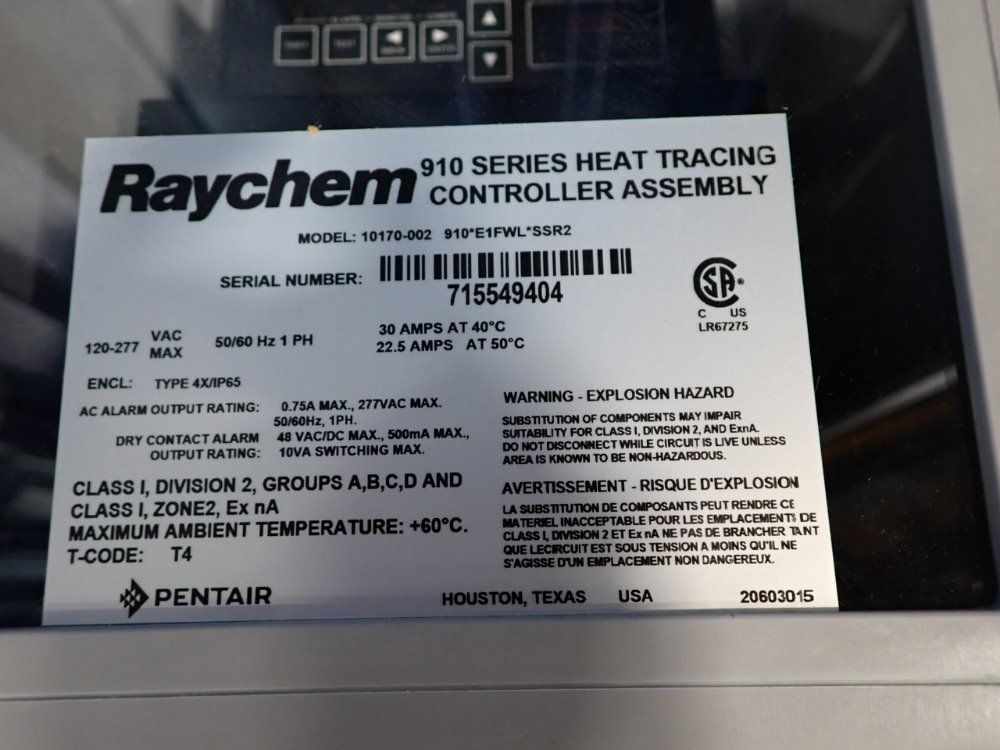 Raychem 910 SERIES HEAT TRACING
CONTROLLER ASSEMBLY
MODEL: 10170-002 910*E1FWL*SSR2
SERIAL NUMBER:
715549404
CSA
C US
LR67275
120-277 VAC MAX 50/60 Hz 1 PH
30 AMPS AT 40°C
22.5 AMPS AT 50°C
ENCL: TYPE 4X/IP65
AC ALARM OUTPUT RATING: 0.75A MAX., 277VAC MAX.
50/60Hz, 1PH.
DRY CONTACT ALARM 48 VAC/DC MAX., 500mA MAX.,
OUTPUT RATING: 10VA SWITCHING MAX.
CLASS I, DIVISION 2, GROUPS A,B,C,D AND
CLASS I, ZONE2, Ex nA
MAXIMUM AMBIENT TEMPERATURE: +60°C.
T-CODE: T4
WARNING - EXPLOSION HAZARD
SUBSTITUTION OF COMPONENTS MAY IMPAIR
SUITABILITY FOR CLASS I, DIVISION 2, AND ExnA.
DO NOT DISCONNECT WHILE CIRCUIT IS LIVE UNLESS
AREA IS KNOWN TO BE NON-HAZARDOUS.
AVERTISSEMENT - RISQUE D'EXPLOSION
LA SUBSTITUTION DE COMPOSANTS PEUT RENDRE CE
MATERIEL INACCEPTABLE POUR LES EMPLACEMENTS DE
CLASS I, DIVISION 2 ET Ex nA NE PAS DE BRANCHER TANT
QUE LECIRCUIT EST SOUS TENSION A MOINS QU'IL NE
S'AGISSE D'UN EMPLACEMENT NON DANGEREUX.
PENTAIR
HOUSTON, TEXAS USA 20603015